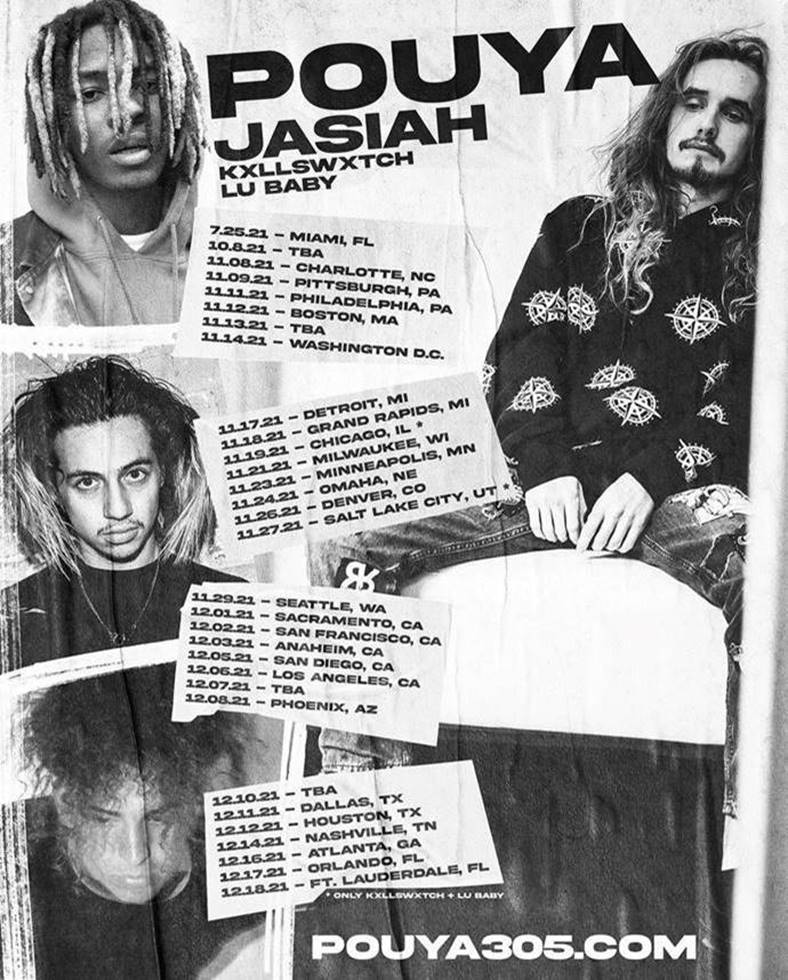 POUYA
JASIAH
KXLLSWXTCH
LU BABY
7.25.21 – MIAMI, FL
10.8.21 – TBA
11.08.21 – CHARLOTTE, NC
11.09.21 – PITTSBURGH, PA
11.11.21 – PHILADELPHIA, PA
11.12.21 – BOSTON, MA
11.13.21 – TBA
11.14.21 – WASHINGTON D.C.
11.17.21 – DETROIT, MI
11.18.21 – GRAND RAPIDS, MI
11.19.21 – CHICAGO, IL *
11.21.21 – MILWAUKEE, WI
11.23.21 – MINNEAPOLIS, MN
11.24.21 – OMAHA, NE
11.26.21 – DENVER, CO
11.27.21 – SALT LAKE CITY, UT *
11.29.21 – SEATTLE, WA
12.01.21 – SACRAMENTO, CA
12.02.21 – SAN FRANCISCO, CA
12.03.21 – ANAHEIM, CA
12.05.21 – SAN DIEGO, CA
12.06.21 – LOS ANGELES, CA
12.07.21 – TBA
12.08.21 – PHOENIX, AZ
12.10.21 – TBA
12.11.21 – DALLAS, TX
12.12.21 – HOUSTON, TX
12.14.21 – NASHVILLE, TN
12.16.21 – ATLANTA, GA
12.17.21 – ORLANDO, FL
12.18.21 – FT. LAUDERDALE, FL
* ONLY KXLLSWXTCH + LU BABY
POUYA305.COM